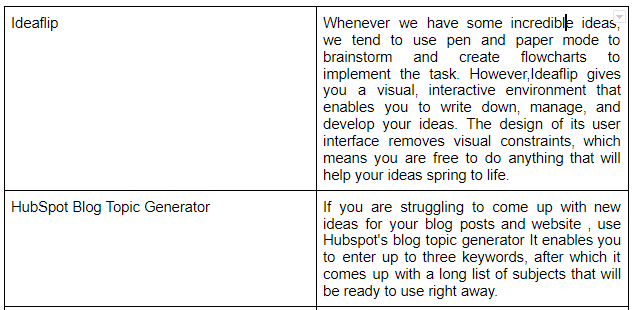 Ideaflip
Whenever we have some incredible ideas,
we tend to use pen and paper mode to
brainstorm and create flowcharts to
implement the task. However,Ideaflip gives
you a visual, interactive environment that
enables you to write down, manage, and
develop your ideas. The design of its user
interface removes visual constraints, which
means you are free to do anything that will
help your ideas spring to life.
HubSpot Blog Topic Generator
If you are struggling to come up with new
ideas for your blog posts and website , use
Hubspot's blog topic generator It enables you
to enter up to three keywords, after which it
comes up with a long list of subjects that will
be ready to use right away.